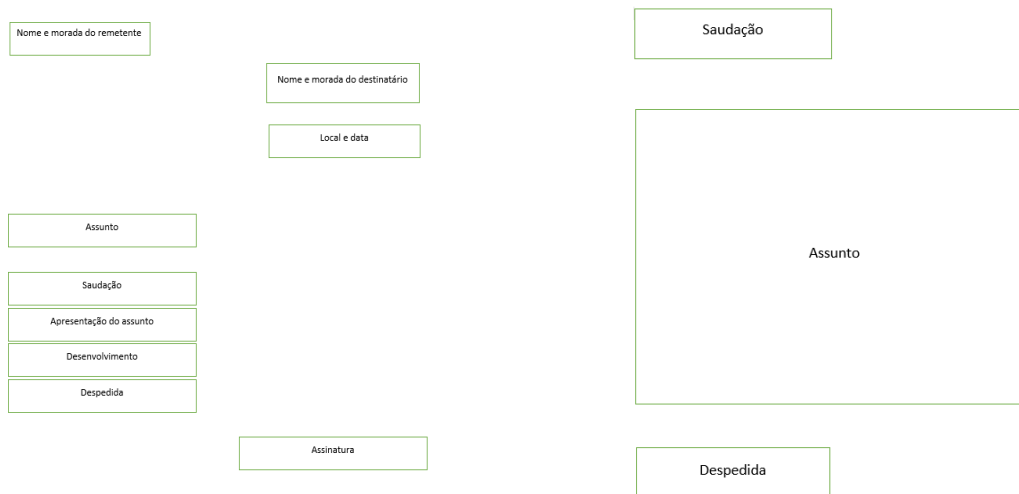 Nome e morada do remetente
Nome e morada do destinatário
Local e data
Assunto
Saudação
Apresentação do assunto
Desenvolvimento
Despedida
Assinatura
Saudação
Assunto
Despedida